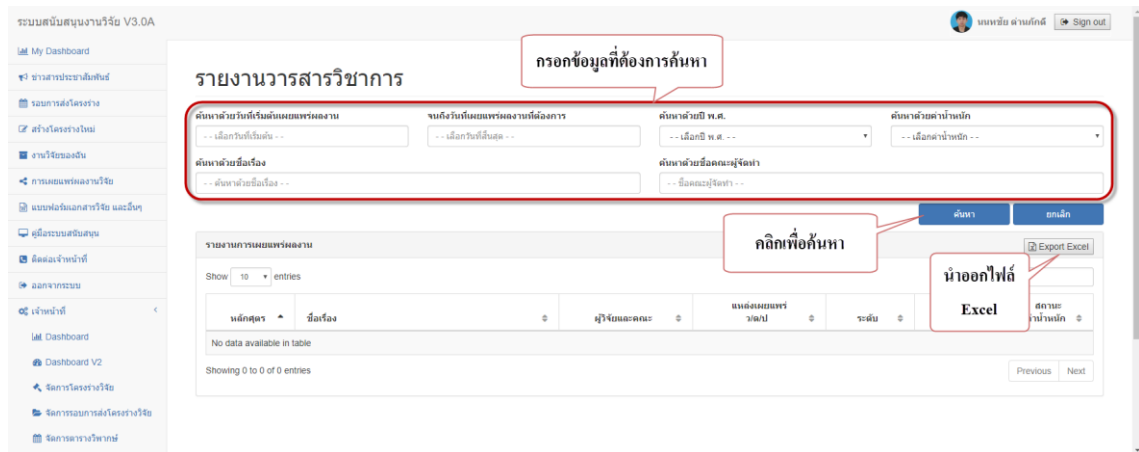 ระบบสนับสนุนงานวิจัย V3.0A
นนทชัย ด่านภักดี
Sign out
My Dashboard
ข่าวสารประชาสัมพันธ์
รอบการส่งโครงร่าง
สร้างโครงร่างใหม่
งานวิจัยของฉัน
การเผยแพร่ผลงานวิจัย
แบบฟอร์มเอกสารวิจัย และอื่นๆ
คู่มือระบบสนับสนุน
ติดต่อเจ้าหน้าที่
ออกจากระบบ
เจ้าหน้าที่
Dashboard
Dashboard V2
จัดการโครงร่างวิจัย
จัดการรอบการส่งโครงร่างวิจัย
จัดการตารางวิพากษ์
รายงานวารสารวิชาการ
กรอกข้อมูลที่ต้องการค้นหา
ค้นหาด้วยวันที่เริ่มต้นเผยแพร่ผลงาน
จนถึงวันที่เผยแพร่ผลงานที่ต้องการ
ค้นหาด้วยปี พ.ศ.
ค้นหาด้วยค่าน้ำหนัก
- - เลือกวันที่เริ่มต้น - -
- - เลือกวันที่สิ้นสุด - -
- - เลือกปี พ.ศ. - -
- - เลือกค่าน้ำหนัก - -
ค้นหาด้วยชื่อเรื่อง
ค้นหาด้วยชื่อคณะผู้จัดทำ
- - ค้นหาด้วยชื่อเรื่อง - -
- - ชื่อคณะผู้จัดทำ - -
ค้นหา
ยกเลิก
คลิกเพื่อค้นหา
รายงานการเผยแพร่ผลงาน
Export Excel
Show 10 entries
นำออกไฟล์
Excel
หลักสูตร
ชื่อเรื่อง
ผู้วิจัยและคณะ
แหล่งเผยแพร่
ว/ด/ป
ระดับ
สถานะ
No data available in table
Showing 0 to 0 of 0 entries
Previous
Next